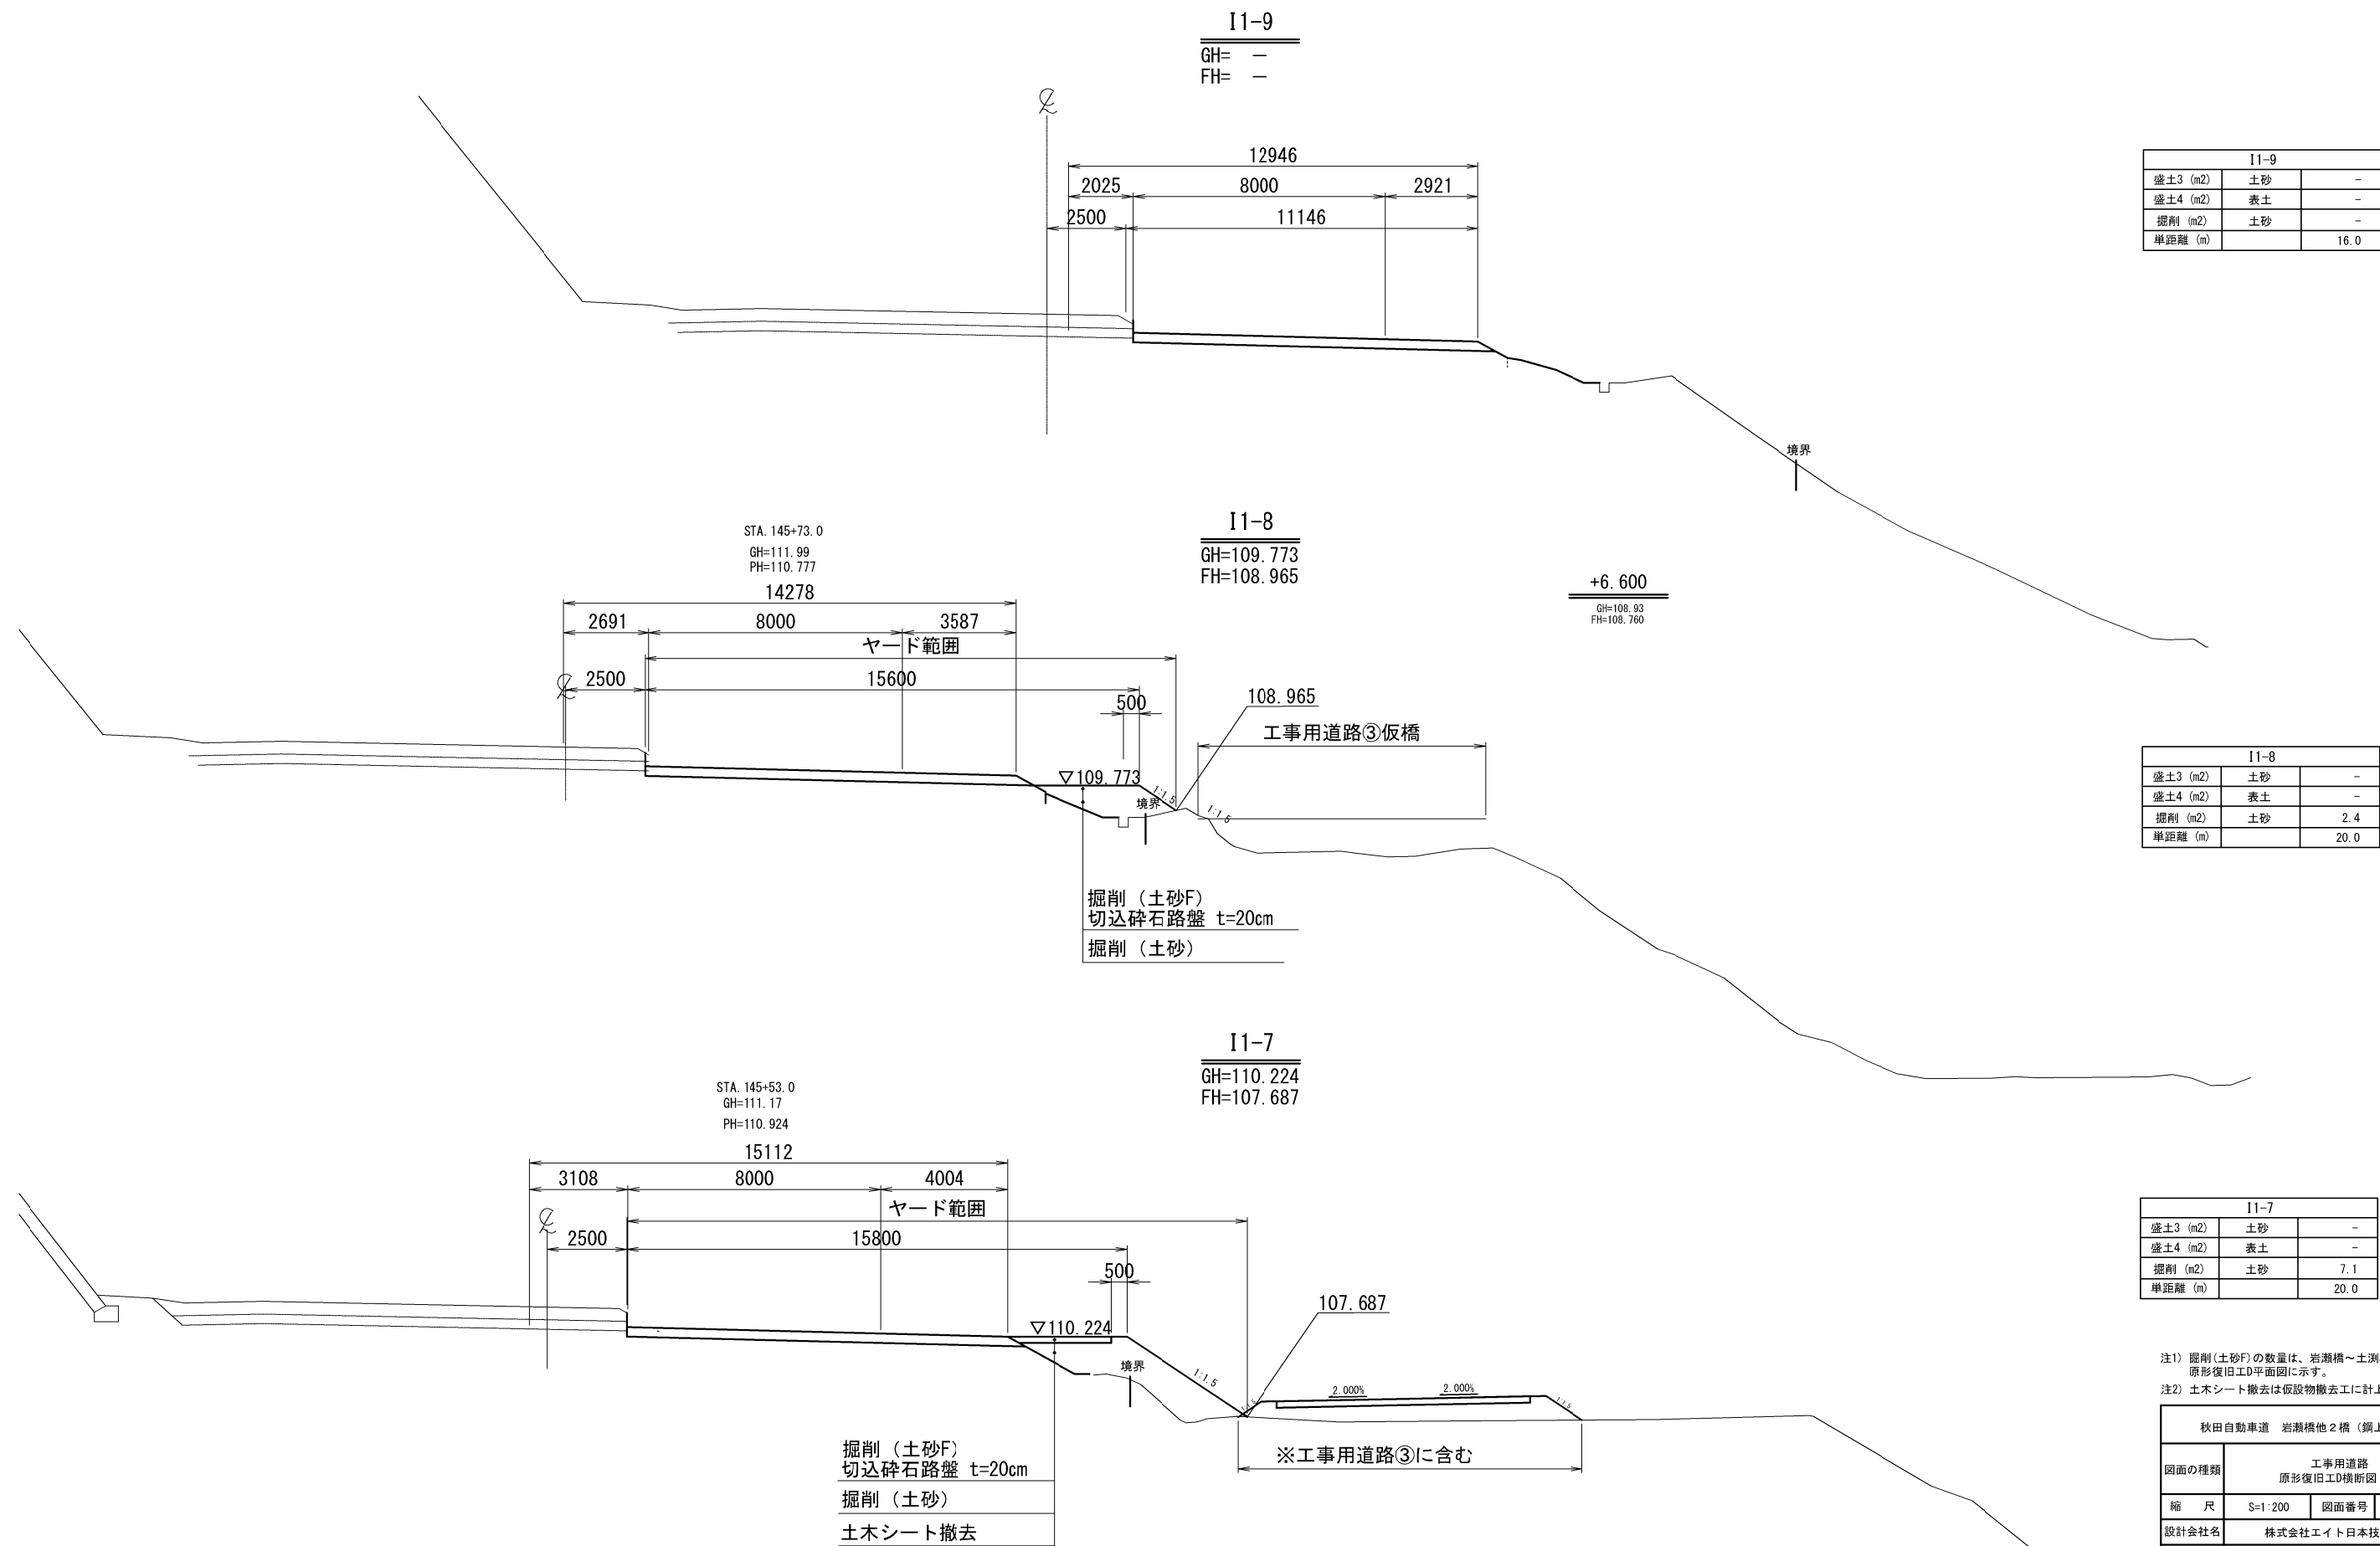 I1-9
GH= －
FH= －
12946
2025 8000 2921
2500 11146
境界
I1-9
盛土3 (m2) 土砂 -
盛土4 (m2) 表土 -
掘削 (m2) 土砂 -
単距離 (m) 16.0
STA.145+73.0
GH=111.99
PH=110.777
I1-8
GH=109.773
FH=108.965
+6.600
GH=108.93
FH=108.760
14278
2691 8000 3587
ヤード範囲
2500 15600
500
108.965
工事用道路③仮橋
▽109.773
境界
1:1.5
1:1.5
掘削（土砂F）
切込砕石路盤 t=20cm
掘削（土砂）
I1-8
盛土3 (m2) 土砂 -
盛土4 (m2) 表土 -
掘削 (m2) 土砂 2.4
単距離 (m) 20.0
I1-7
GH=110.224
FH=107.687
STA.145+53.0
GH=111.17
PH=110.924
15112
3108 8000 4004
ヤード範囲
2500 15800
500
107.687
▽110.224
境界
1:1.5
1:1.5
2.000% 2.000%
1:1.5
※工事用道路③に含む
掘削（土砂F）
切込砕石路盤 t=20cm
掘削（土砂）
土木シート撤去
I1-7
盛土3 (m2) 土砂 -
盛土4 (m2) 表土 -
掘削 (m2) 土砂 7.1
単距離 (m) 20.0
注1) 掘削(土砂F)の数量は、岩瀬橋～土渕
原形復旧工D平面図に示す。
注2) 土木シート撤去は仮設物撤去工に計上
秋田自動車道 岩瀬橋他２橋（鋼上
図面の種類 工事用道路
原形復旧工D横断図
縮 尺 S=1:200 図面番号
設計会社名 株式会社エイト日本技